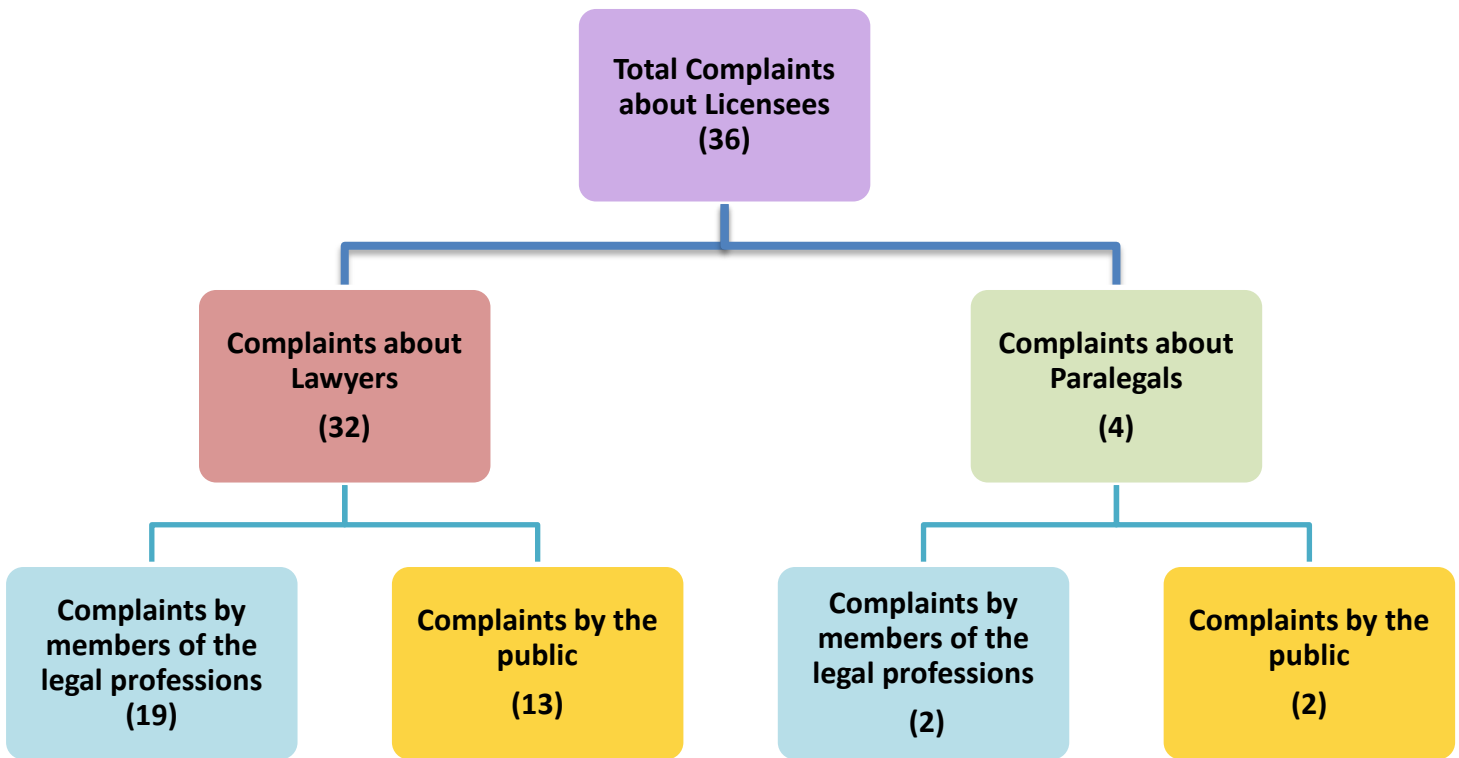 Total Complaints
about Licensees
(36)
Complaints about
Lawyers
(32)
Complaints about
Paralegals
(4)
Complaints by
members of the
legal professions
(19)
Complaints by the
public
(13)
Complaints by
members of the
legal professions
(2)
Complaints by the
public
(2)